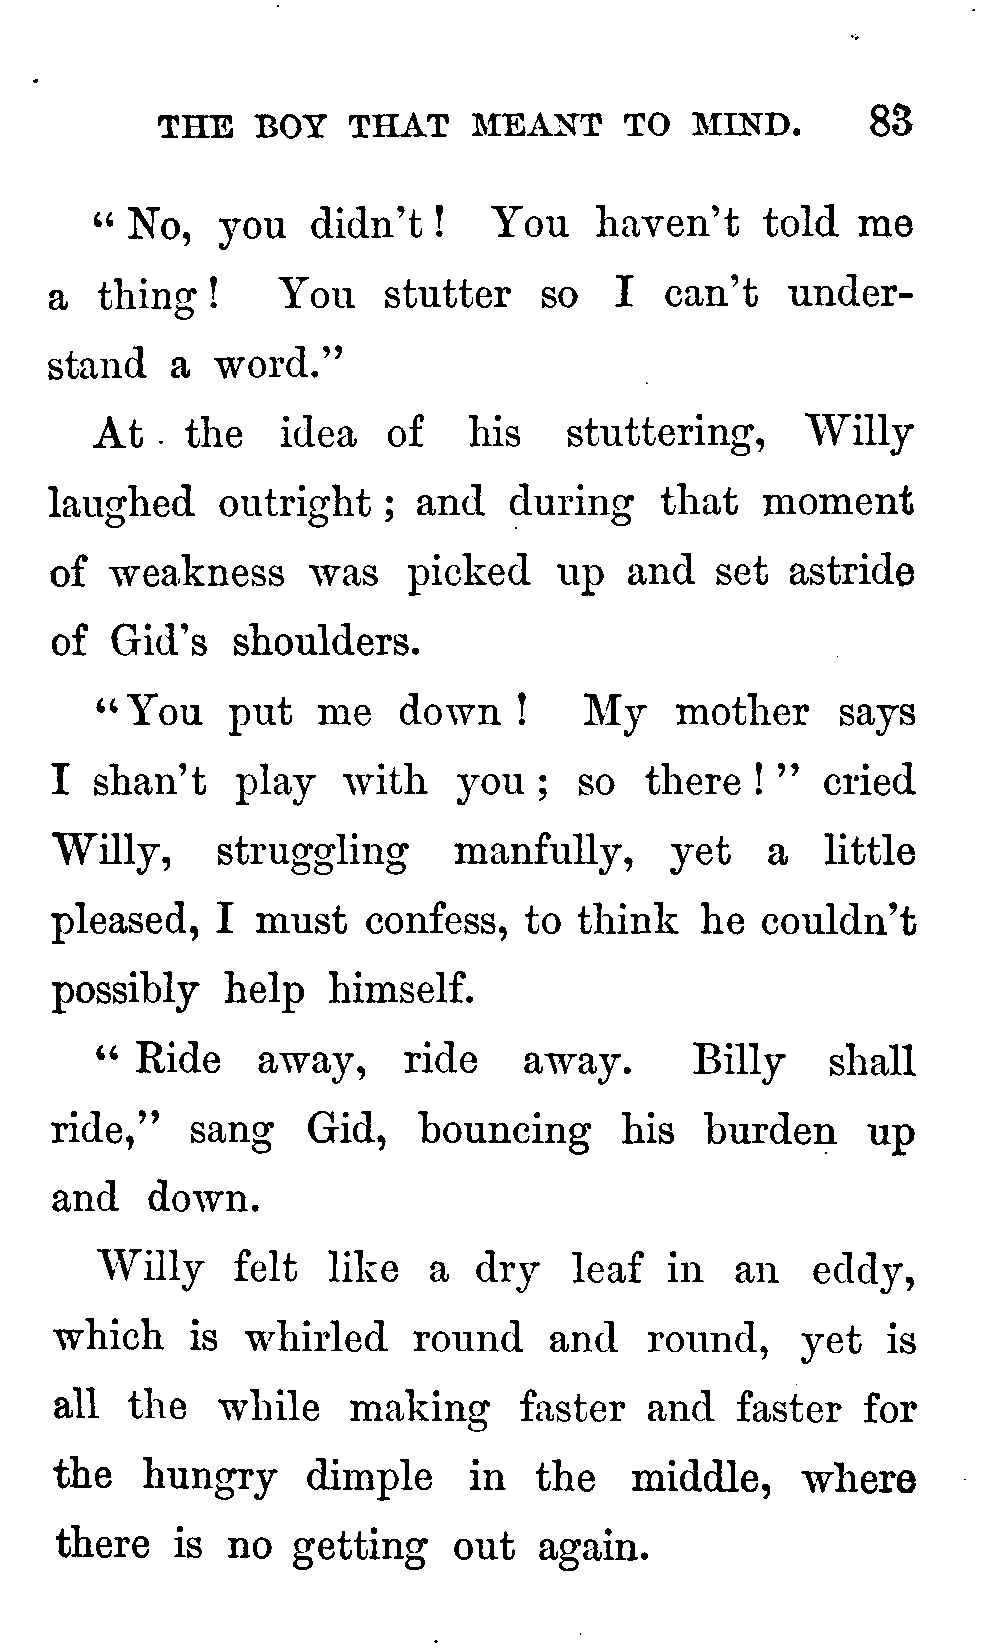 THE BOY THAT MEANT TO MIND. 83
“ No, you didn’t ! You haven’t told me
a thing ! You stutter so I can’t under-
stand a word.”
At the idea of his stuttering, Willy
laughed outright ; and during that moment
of weakness was picked up and set astride
of Gid’s shoulders.
“ You put me down ! My mother says
I shan’t play with you ; so there ! ” cried
Willy, struggling manfully, yet a little
pleased, I must confess, to think he couldn’t
possibly help himself.
“ Ride away, ride away. Billy shall
ride,” sang Gid, bouncing his burden up
and down.
Willy felt like a dry leaf in an eddy,
which is whirled round and round, yet is
all the while making faster and faster for
the hungry dimple in the middle, where
there is no getting out again.